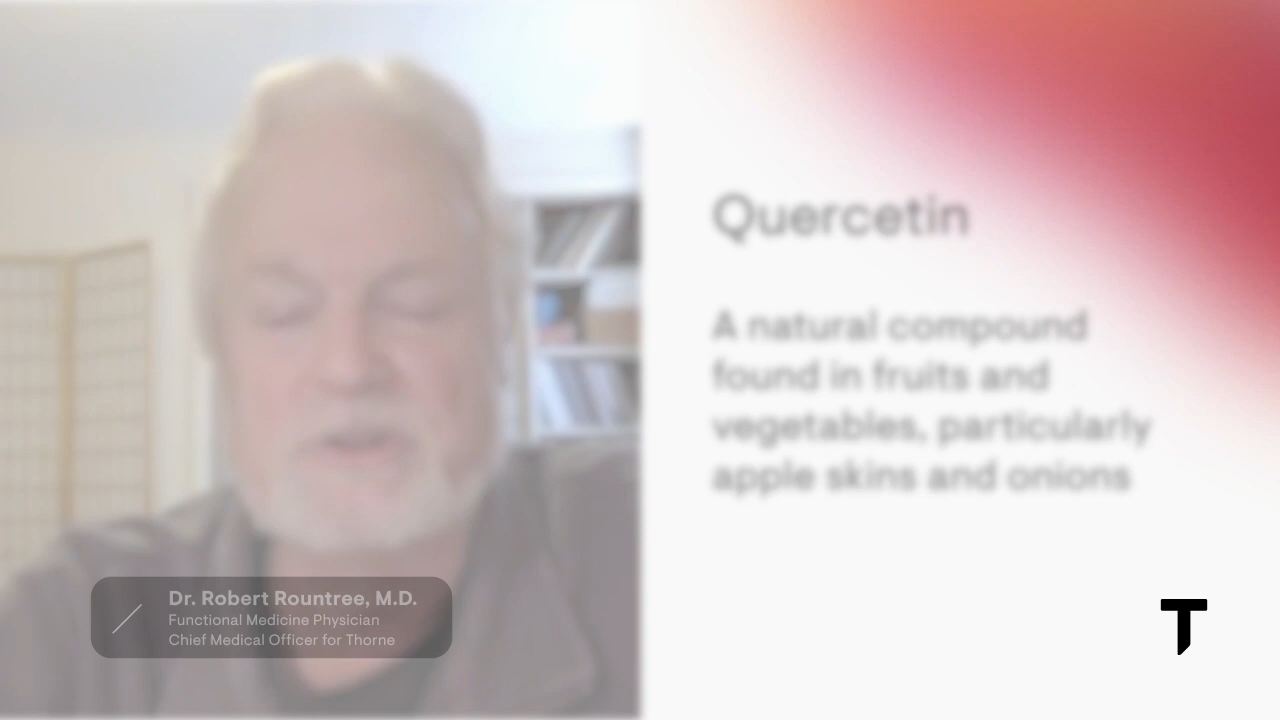 Quercetin
A natural compound
found in fruits and
vegetables, particularly
apple skins and onions
Dr. Robert Rountree, M.D.
Functional Medicine Physician
Chief Medical Officer for Thorne
T